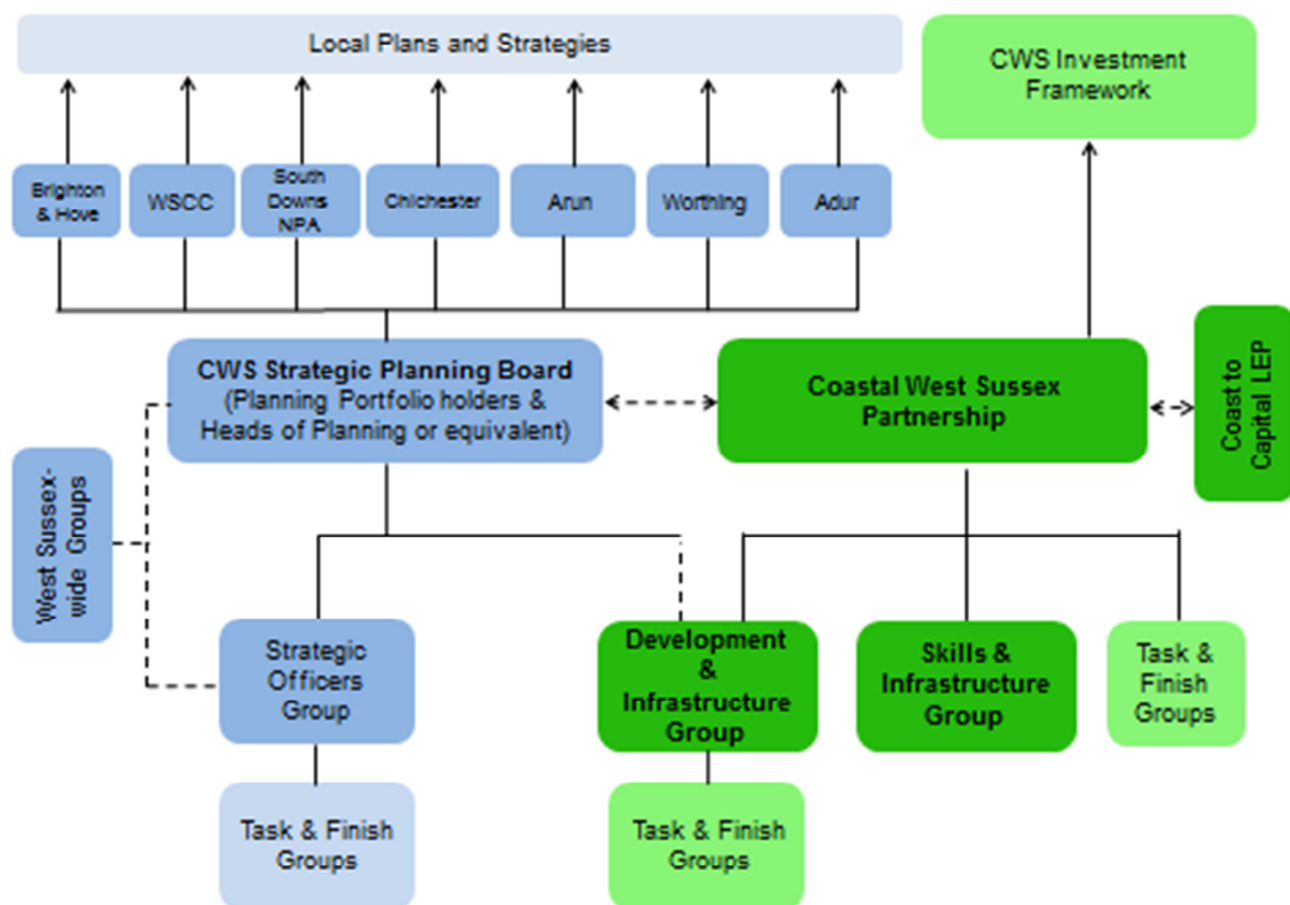 Local Plans and Strategies
CWS Investment
Framework
Brighton
& Hove
WSCC
South
Downs
NPA
Chichester
Arun
Worthing
Adur
CWS Strategic Planning Board
(Planning Portfolio holders &
Heads of Planning or equivalent)
Coastal West Sussex
Partnership
Coast to
Capital LEP
West Sussex-
wide Groups
Strategic
Officers
Group
Development
&
Infrastructure
Group
Skills &
Infrastructure
Group
Task &
Finish
Groups
Task & Finish
Groups
Task & Finish
Groups